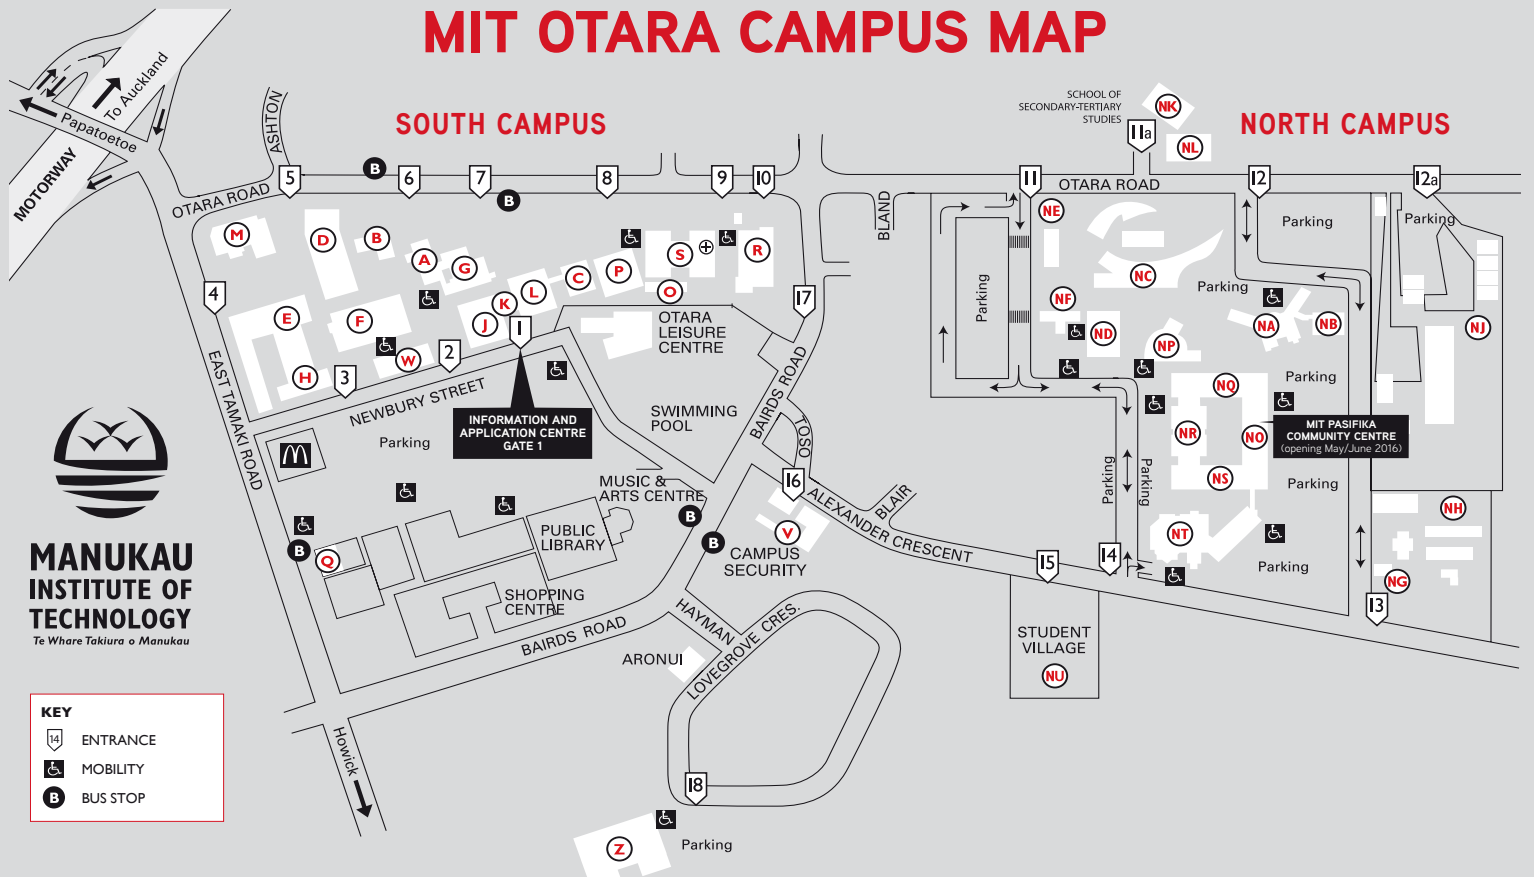 MIT OTARA CAMPUS MAP
To Auckland
Papatoetoe
MOTORWAY
ASHTON
SOUTH CAMPUS
SCHOOL OF
SECONDARY-TERTIARY
STUDIES
NK
11a
NL
NORTH CAMPUS
OTARA ROAD
5
B
6
7
B
8
9
10
BLAND
11
OTARA ROAD
12
12a
M
D
B
A
G
K
L
C
P
S
O
R
NE
Parking
Parking
4
E
F
J
1
H
W
2
3
17
OTARA
LEISURE
CENTRE
Parking
NC
NF
ND
NP
Parking
NA
NB
NJ
EAST TAMAKI ROAD
NEWBURY STREET
INFORMATION AND
APPLICATION CENTRE
GATE 1
SWIMMING
POOL
BAIRDS ROAD
TOSO
NQ
Parking
NR
NO
MIT PASIFIKA
COMMUNITY CENTRE
(opening May/June 2016)
NS
Parking
Parking
Parking
Parking
MUSIC &
ARTS CENTRE
16
ALEXANDER CRESCENT
BLAIR
B
B
V
CAMPUS
SECURITY
NT
NH
B
Q
PUBLIC
LIBRARY
SHOPPING
CENTRE
15
14
Parking
NG
13
BAIRDS ROAD
HAYMAN
LOVEGROVE CRES.
ARONUI
STUDENT
VILLAGE
NU
MANUKAU
INSTITUTE OF
TECHNOLOGY
Te Whare Takiura o Manukau
KEY
14 ENTRANCE
MOBILITY
B BUS STOP
Howick
18
Z
Parking